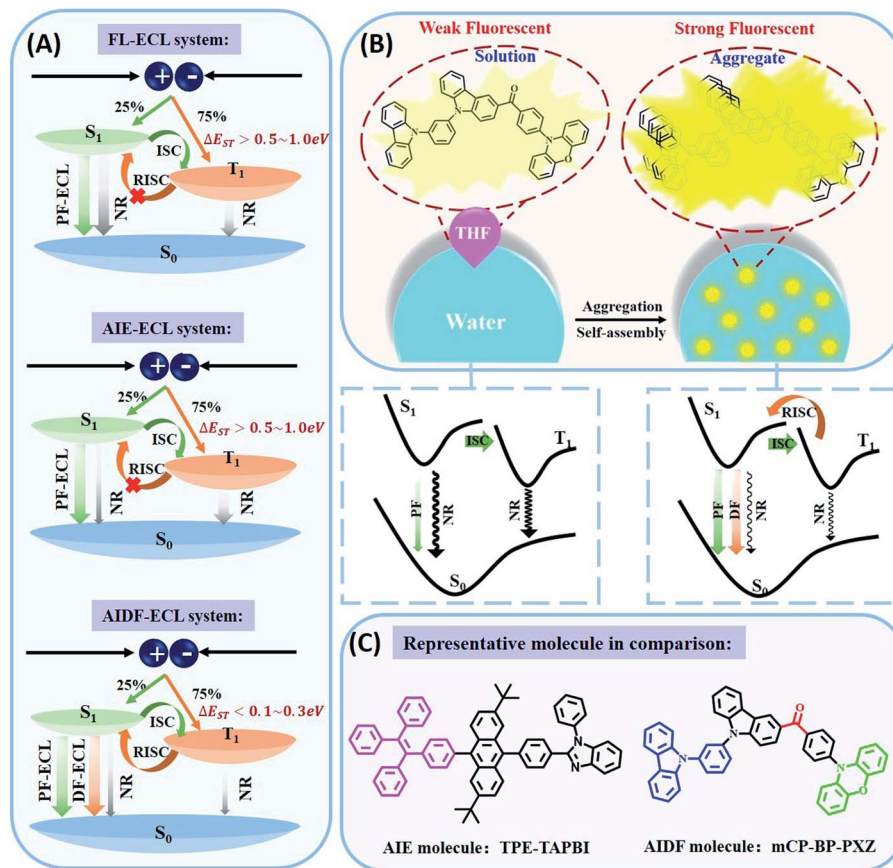 (A)
FL-ECL system:
+ -
25%
75%
ΔE_ST > 0.5~1.0eV
S₁
ISC
RISC
T₁
PF-ECL
NR
NR
S₀
AIE-ECL system:
+ -
25%
75%
ΔE_ST > 0.5~1.0eV
S₁
ISC
RISC
T₁
PF-ECL
NR
NR
S₀
AIDF-ECL system:
+ -
25%
75%
ΔE_ST < 0.1~0.3eV
S₁
ISC
RISC
T₁
PF-ECL
DF-ECL
NR
NR
S₀
(B)
Weak Fluorescent
Solution
O
N
N
N
O
Strong Fluorescent
Aggregate
THF
Water
Aggregation
Self-assembly
S₁
ISC
T₁
PF
NR
NR
S₀
S₁
RISC
ISC
T₁
PF
DF
NR
NR
S₀
(C)
Representative molecule in comparison:
N
N
AIE molecule: TPE-TAPBI
O
N
N
N
O
AIDF molecule: mCP-BP-PXZ